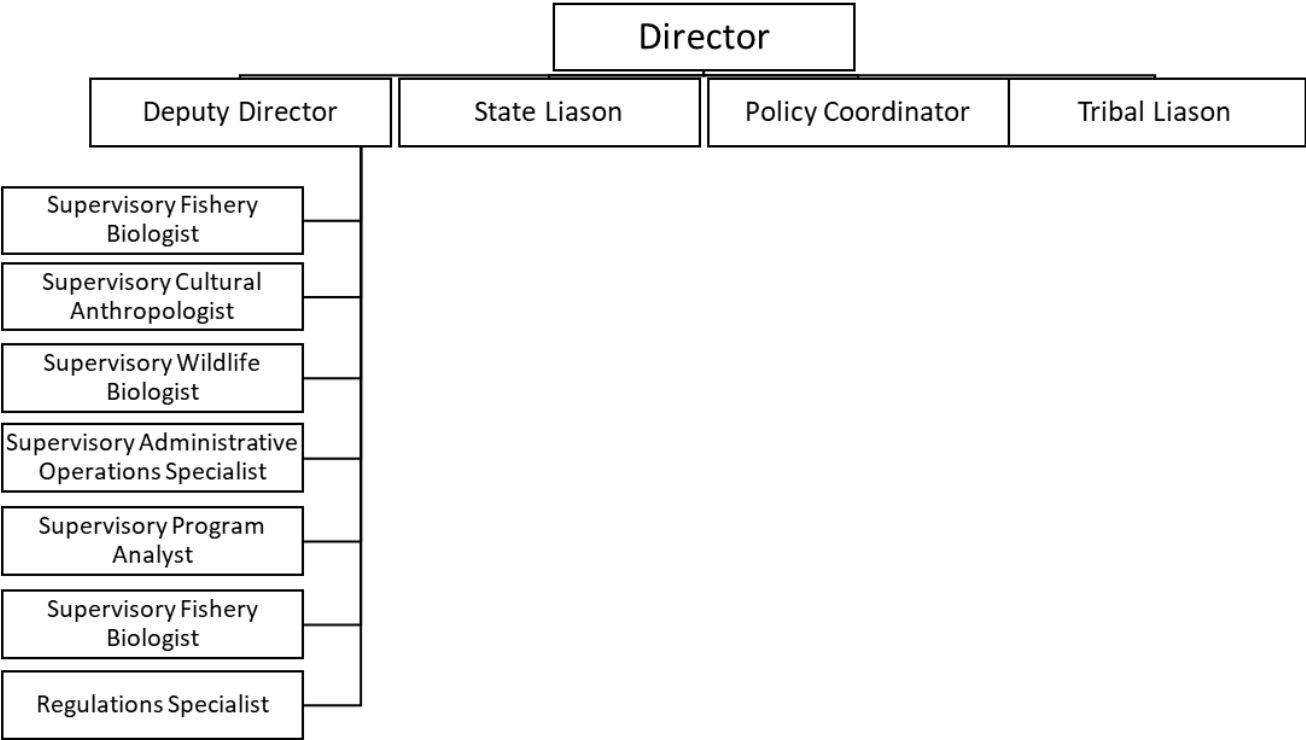 Director
Deputy Director
State Liason
Policy Coordinator
Tribal Liason
Supervisory Fishery
Biologist
Supervisory Cultural
Anthropologist
Supervisory Wildlife
Biologist
Supervisory Administrative
Operations Specialist
Supervisory Program
Analyst
Supervisory Fishery
Biologist
Regulations Specialist